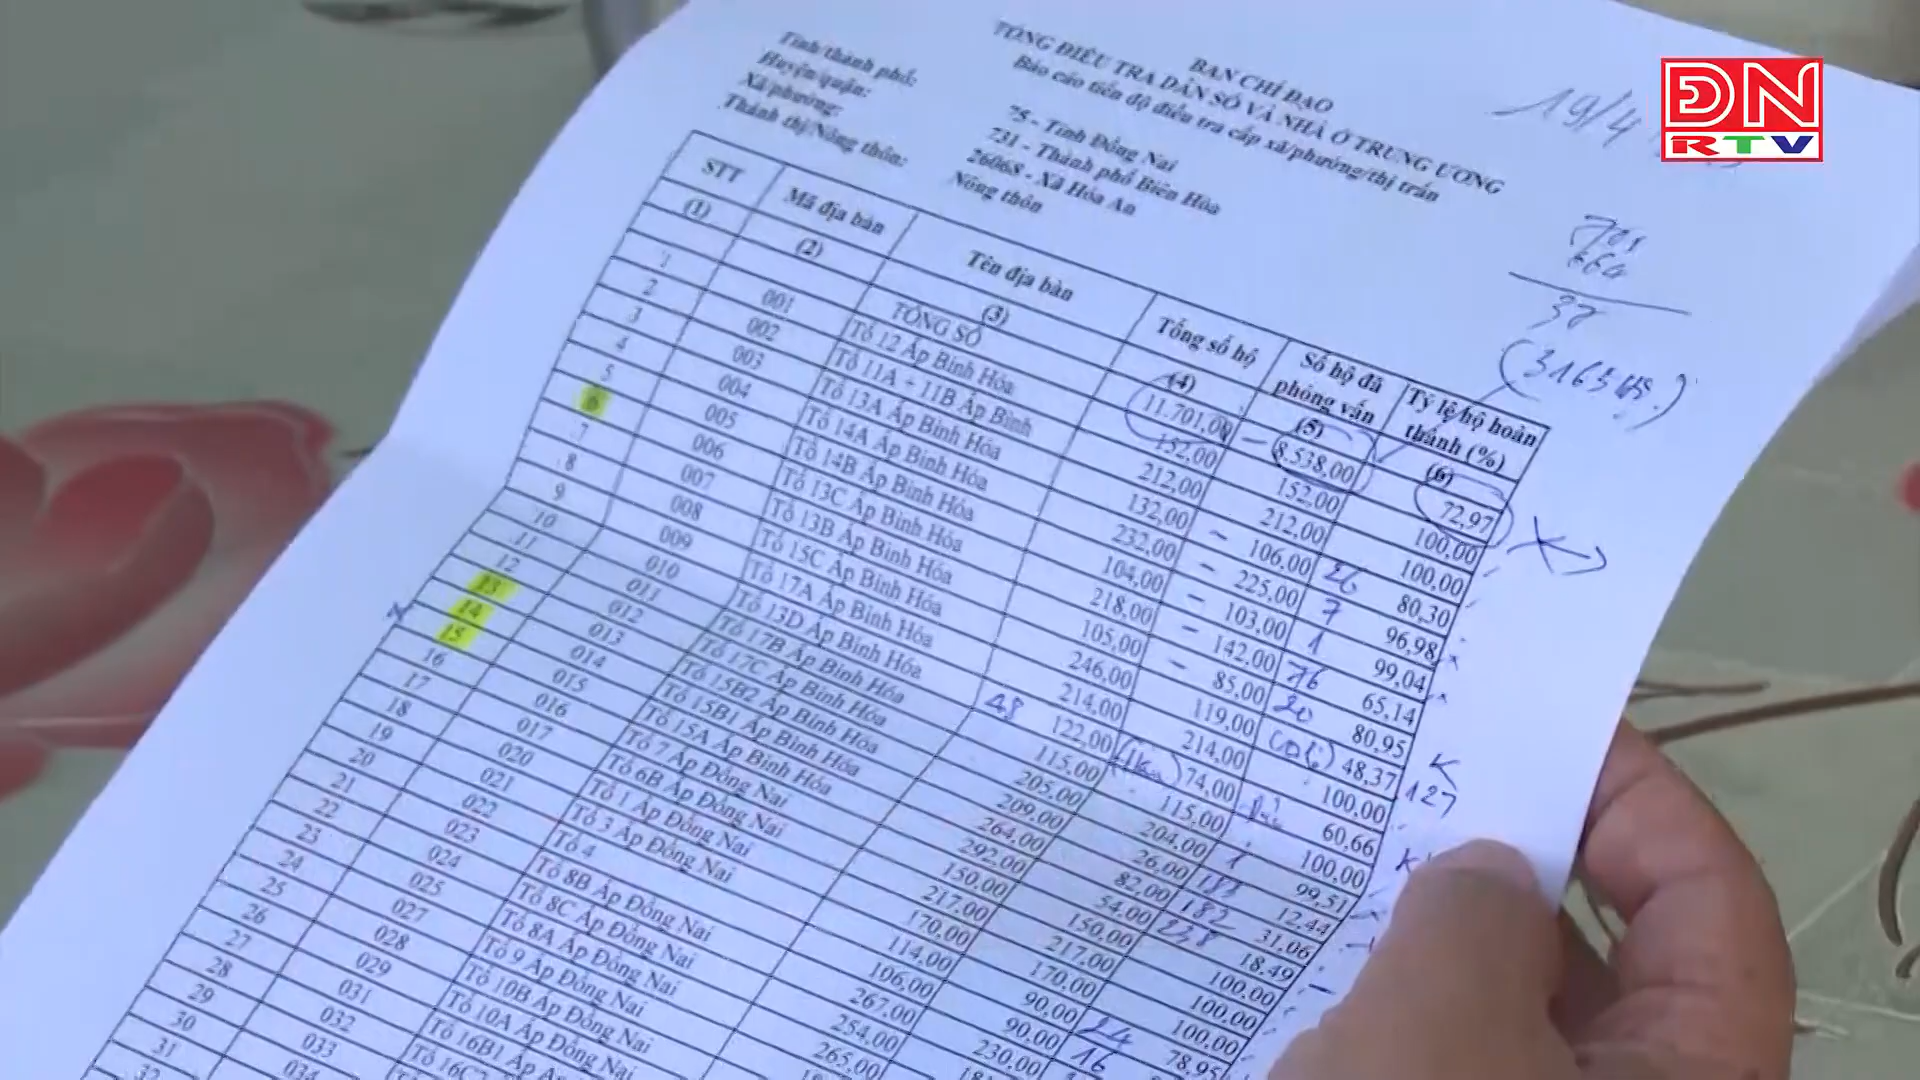 BAN CHỈ ĐẠO
TỔNG ĐIỀU TRA DÂN SỐ VÀ NHÀ Ở TRUNG ƯƠNG
Báo cáo tiến độ điều tra cấp xã/phường/thị trấn
Tỉnh/thành phố: 75 - Tỉnh Đồng Nai
Huyện/quận: 731 - Thành phố Biên Hòa
Xã/phường: 26068 - Xã Hóa An
Thành thị/Nông thôn: Nông thôn
19/4
DN
RTV
664
(3165
STT Mã địa bàn Tên địa bàn Tổng số hộ Số hộ đã phỏng vấn Tỷ lệ hộ hoàn thành (%)
(1) (2) (3) (4) (5) (6)
TỔNG SỐ 11.701,00 8.538,00 72,97
1 001 Tổ 12 Ấp Bình Hóa 152,00 152,00 100,00
2 002 Tổ 11A + 11B Ấp Bình 212,00 212,00 100,00
3 003 Tổ 13A Ấp Bình Hóa 132,00 106,00 26 80,30
4 004 Tổ 14A Ấp Bình Hóa 232,00 225,00 7 96,98
5 005 Tổ 14B Ấp Bình Hóa 104,00 103,00 1 99,04
6 006 Tổ 13C Ấp Bình Hóa 218,00 142,00 76 65,14
7 007 Tổ 13B Ấp Bình Hóa 105,00 85,00 20 80,95
8 008 Tổ 15C Ấp Bình Hóa 246,00 119,00 48,37 127
9 009 Tổ 17A Ấp Bình Hóa 214,00 214,00 100,00
10 010 Tổ 13D Ấp Bình Hóa 48 122,00 74,00 60,66
11 011 Tổ 17B Ấp Bình Hóa 115,00 115,00 100,00
12 012 Tổ 17C Ấp Bình Hóa 205,00 204,00 1 99,51
13 013 Tổ 15B2 Ấp Bình Hóa 209,00 26,00 183 12,44
14 014 Tổ 15B1 Ấp Bình Hóa 264,00 82,00 182 31,06
15 015 Tổ 15A Ấp Bình Hóa 292,00 54,00 238 18,49
16 016 Tổ 7 Ấp Đồng Nai 150,00 150,00 100,00
17 017 Tổ 6B Ấp Đồng Nai 217,00 217,00 100,00
18 020 Tổ 1 Ấp Đồng Nai 170,00 170,00 100,00
19 021 Tổ 3 Ấp Đồng Nai 114,00 90,00 24 78,95
20 022 Tổ 4 106,00 90,00 16
21 023 Tổ 8B Ấp Đồng Nai 267,00 230,00
22 024 Tổ 8C Ấp Đồng Nai 254,00
23 025 Tổ 8A Ấp Đồng Nai 265,00
24 027 Tổ 9 Ấp Đồng Nai
25 028 Tổ 10B Ấp Đồng Nai
26 029 Tổ 10A Ấp Đồng Nai
27 031 Tổ 16B1 Ấp
28 032 Tổ 16C2
29 033
30 034
31
32